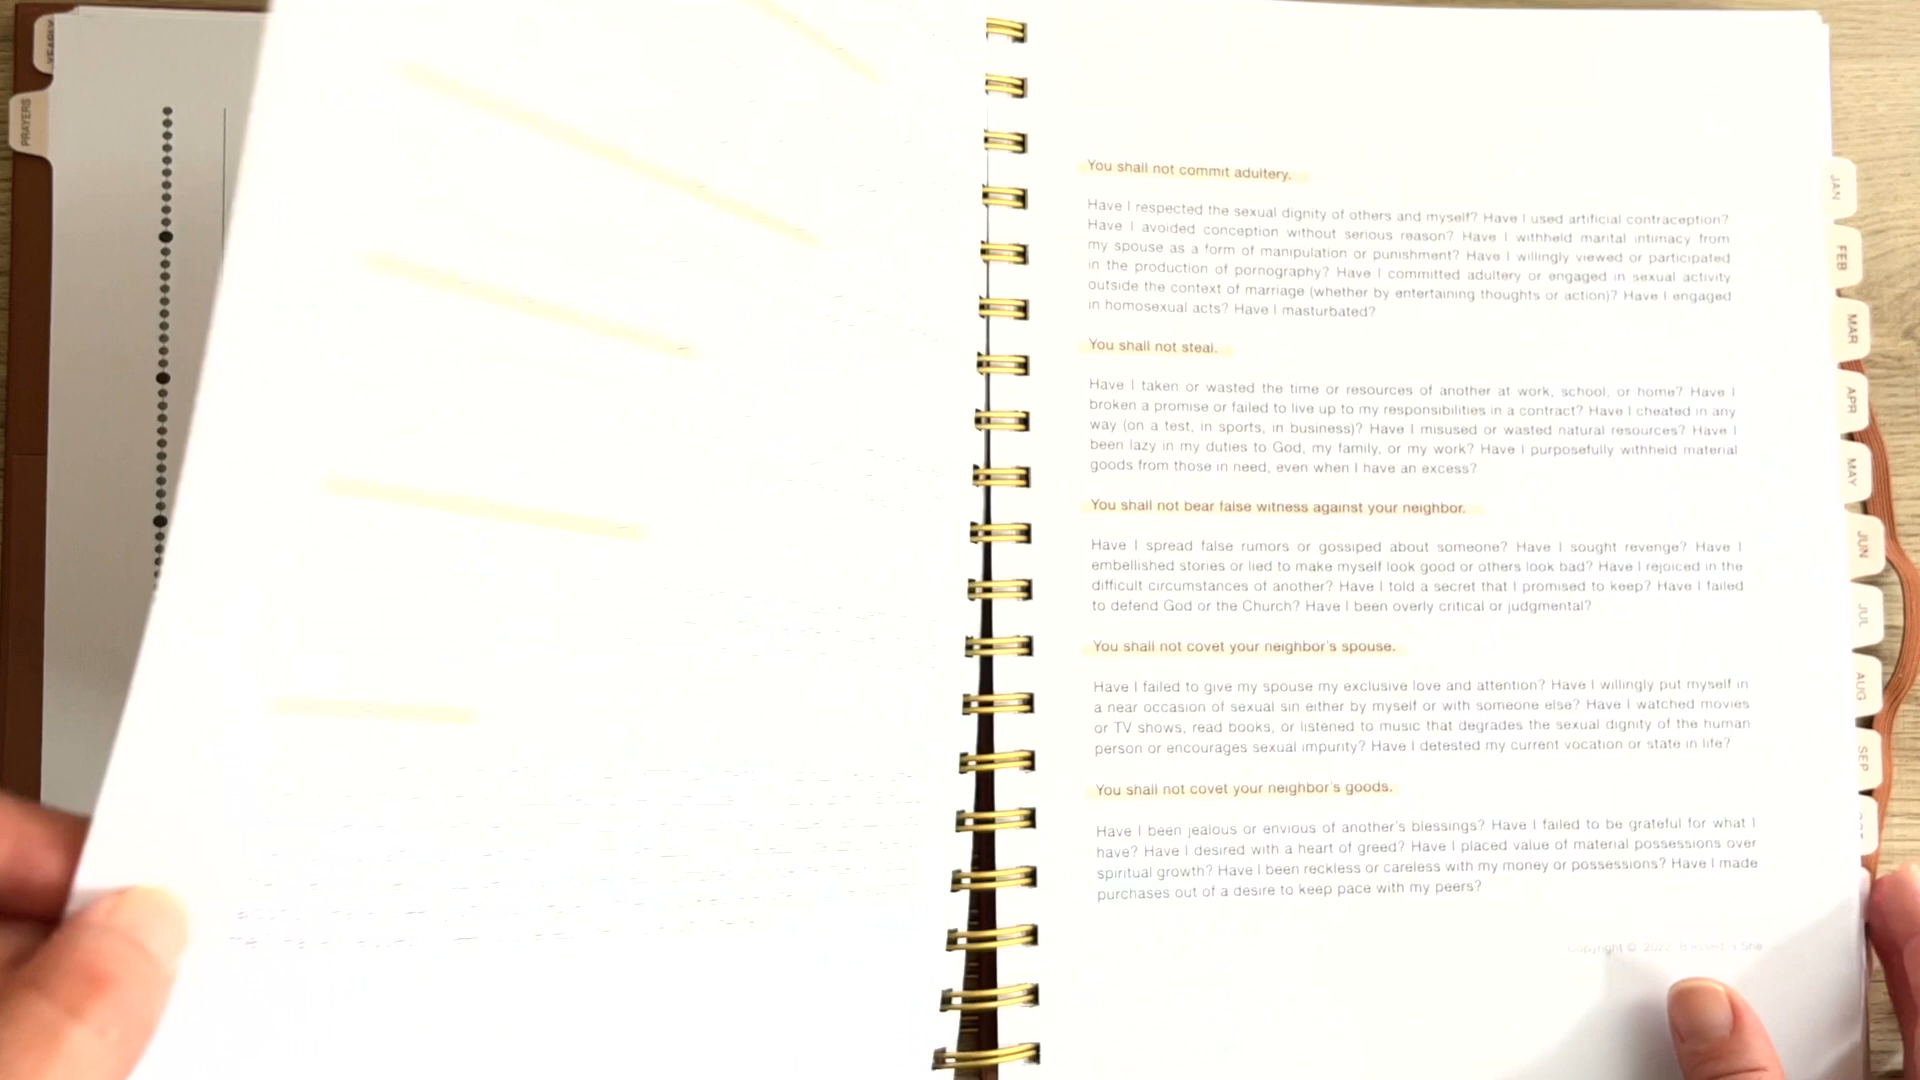 YEARLY
PRAYERS
You shall not commit adultery.
Have I respected the sexual dignity of others and myself? Have I used artificial contraception?
Have I avoided conception without serious reason? Have I withheld marital intimacy from
my spouse as a form of manipulation or punishment? Have I willingly viewed or participated
in the production of pornography? Have I committed adultery or engaged in sexual activity
outside the context of marriage (whether by entertaining thoughts or action)? Have I engaged
in homosexual acts? Have I masturbated?
You shall not steal.
Have I taken or wasted the time or resources of another at work, school, or home? Have I
broken a promise or failed to live up to my responsibilities in a contract? Have I cheated in any
way (on a test, in sports, in business)? Have I misused or wasted natural resources? Have I
been lazy in my duties to God, my family, or my work? Have I purposefully withheld material
goods from those in need, even when I have an excess?
You shall not bear false witness against your neighbor.
Have I spread false rumors or gossiped about someone? Have I sought revenge? Have I
embellished stories or lied to make myself look good or others look bad? Have I rejoiced in the
difficult circumstances of another? Have I told a secret that I promised to keep? Have I failed
to defend God or the Church? Have I been overly critical or judgmental?
You shall not covet your neighbor's spouse.
Have I failed to give my spouse my exclusive love and attention? Have I willingly put myself in
a near occasion of sexual sin either by myself or with someone else? Have I watched movies
or TV shows, read books, or listened to music that degrades the sexual dignity of the human
person or encourages sexual impurity? Have I detested my current vocation or state in life?
You shall not covet your neighbor's goods.
Have I been jealous or envious of another's blessings? Have I failed to be grateful for what I
have? Have I desired with a heart of greed? Have I placed value of material possessions over
spiritual growth? Have I been reckless or careless with my money or possessions? Have I made
purchases out of a desire to keep pace with my peers?
Copyright © Blessed is She
JAN
FEB
MAR
APR
MAY
JUN
JUL
AUG
SEP